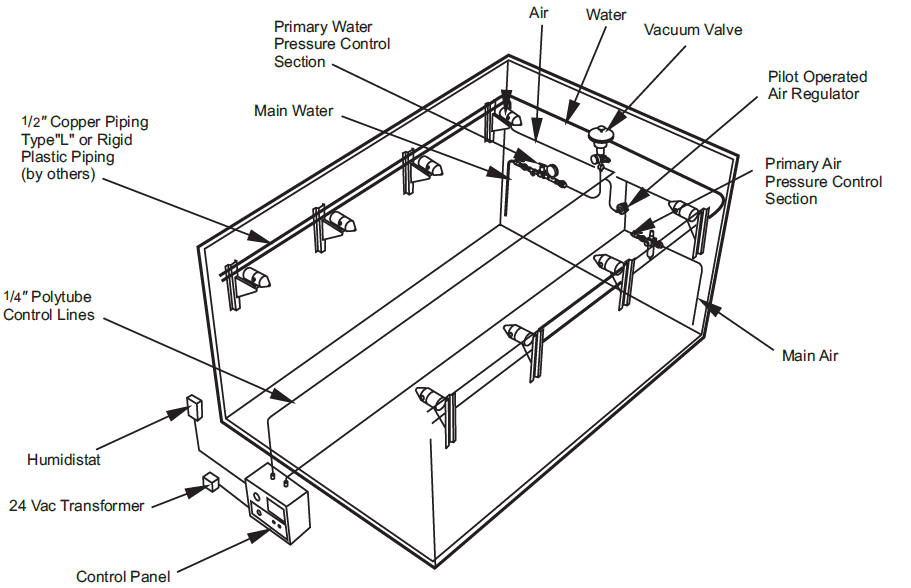 Air
Water
Primary Water
Pressure Control
Section
Vacuum Valve
Pilot Operated
Air Regulator
Main Water
1/2" Copper Piping
Type"L" or Rigid
Plastic Piping
(by others)
Primary Air
Pressure Control
Section
1/4" Polytube
Control Lines
Main Air
Humidistat
24 Vac Transformer
Control Panel